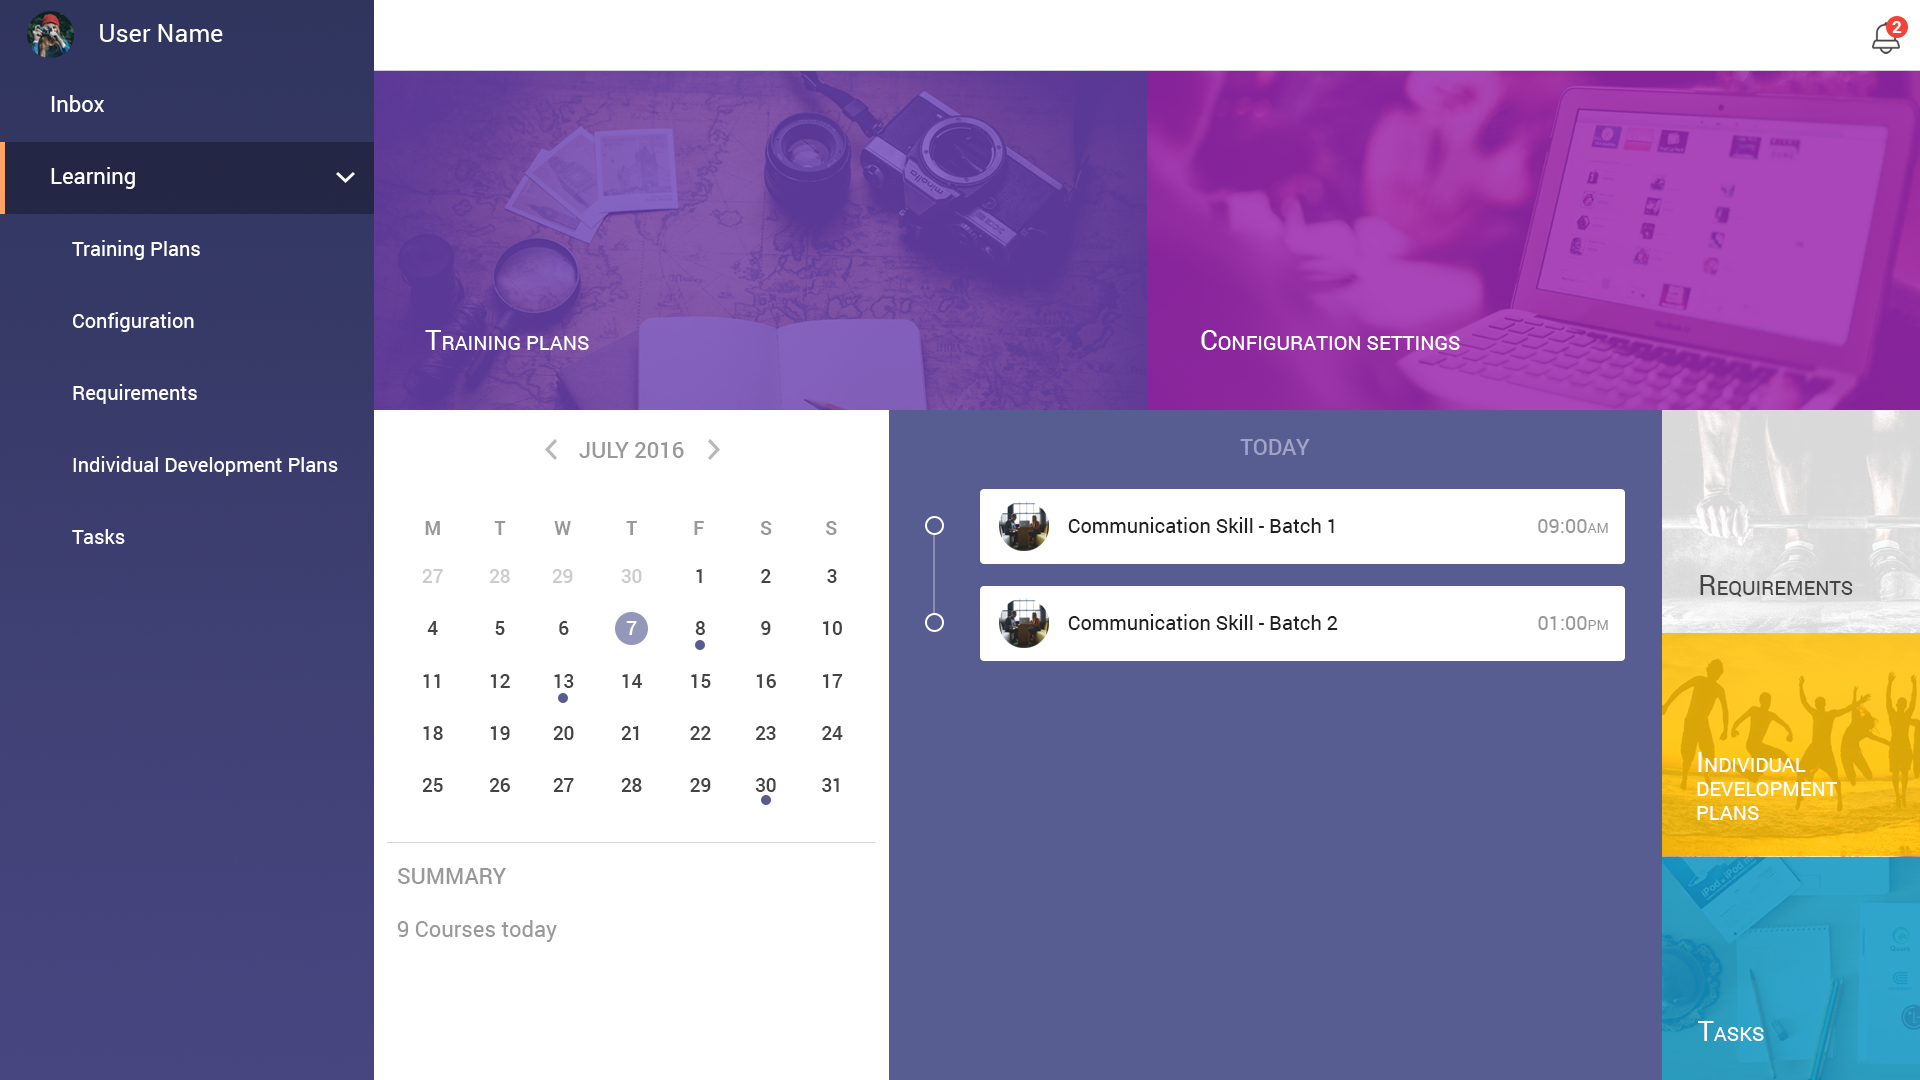 User Name
2
Inbox
Learning
Training Plans
Configuration
Requirements
Individual Development Plans
Tasks
minolta
TRAINING PLANS
CONFIGURATION SETTINGS
JULY 2016
M T W T F S S
27 28 29 30 1 2 3
4 5 6 7 8 9 10
11 12 13 14 15 16 17
18 19 20 21 22 23 24
25 26 27 28 29 30 31
SUMMARY
9 Courses today
TODAY
Communication Skill - Batch 1 09:00AM
Communication Skill - Batch 2 01:00PM
REQUIREMENTS
INDIVIDUAL
DEVELOPMENT
PLANS
TASKS